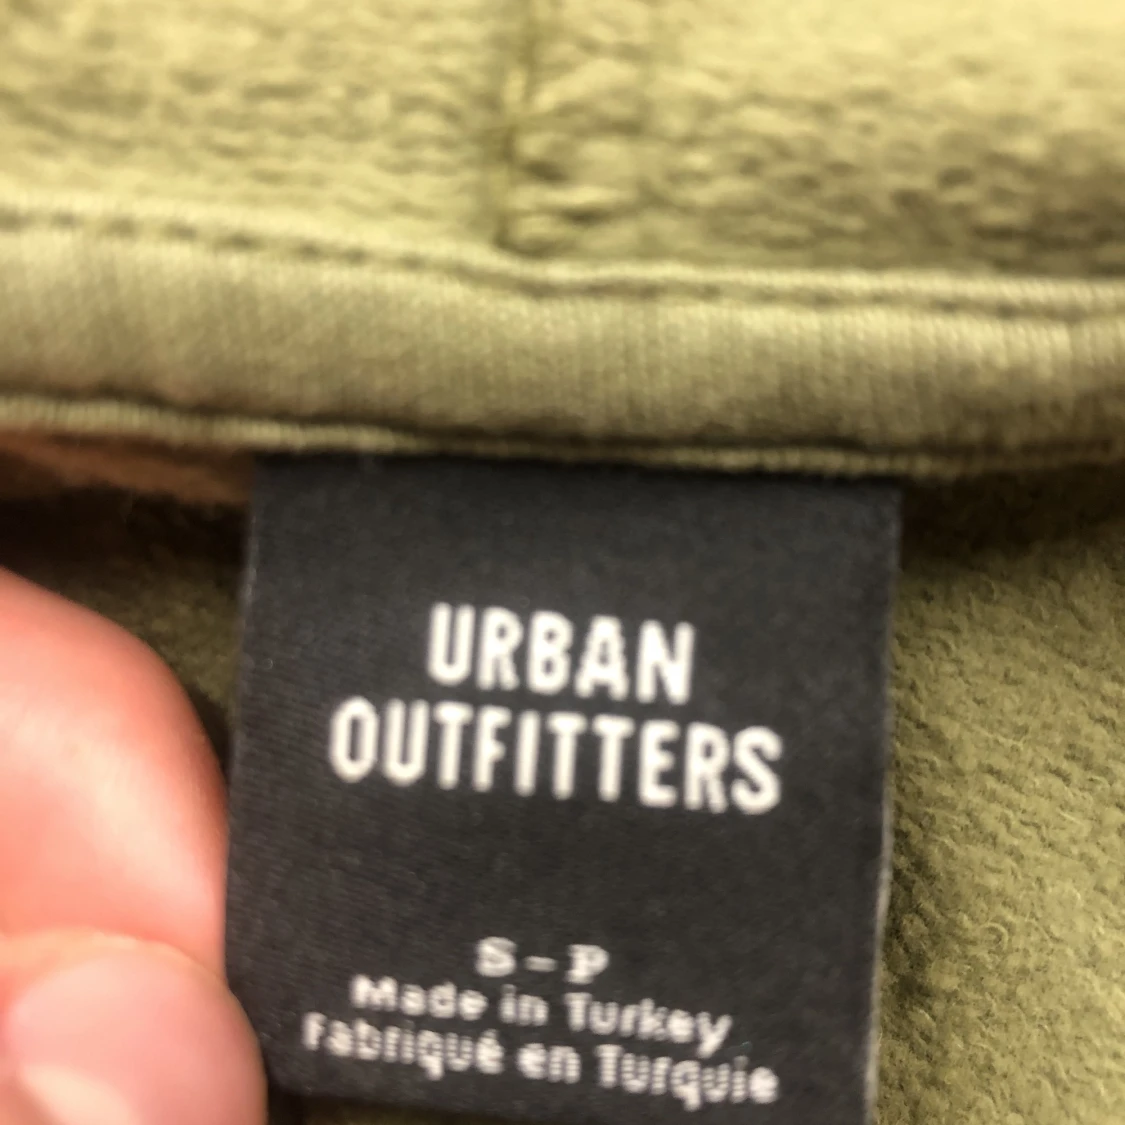 URBAN
OUTFITTERS
S - P
Made in Turkey
Fabriqué en Turquie